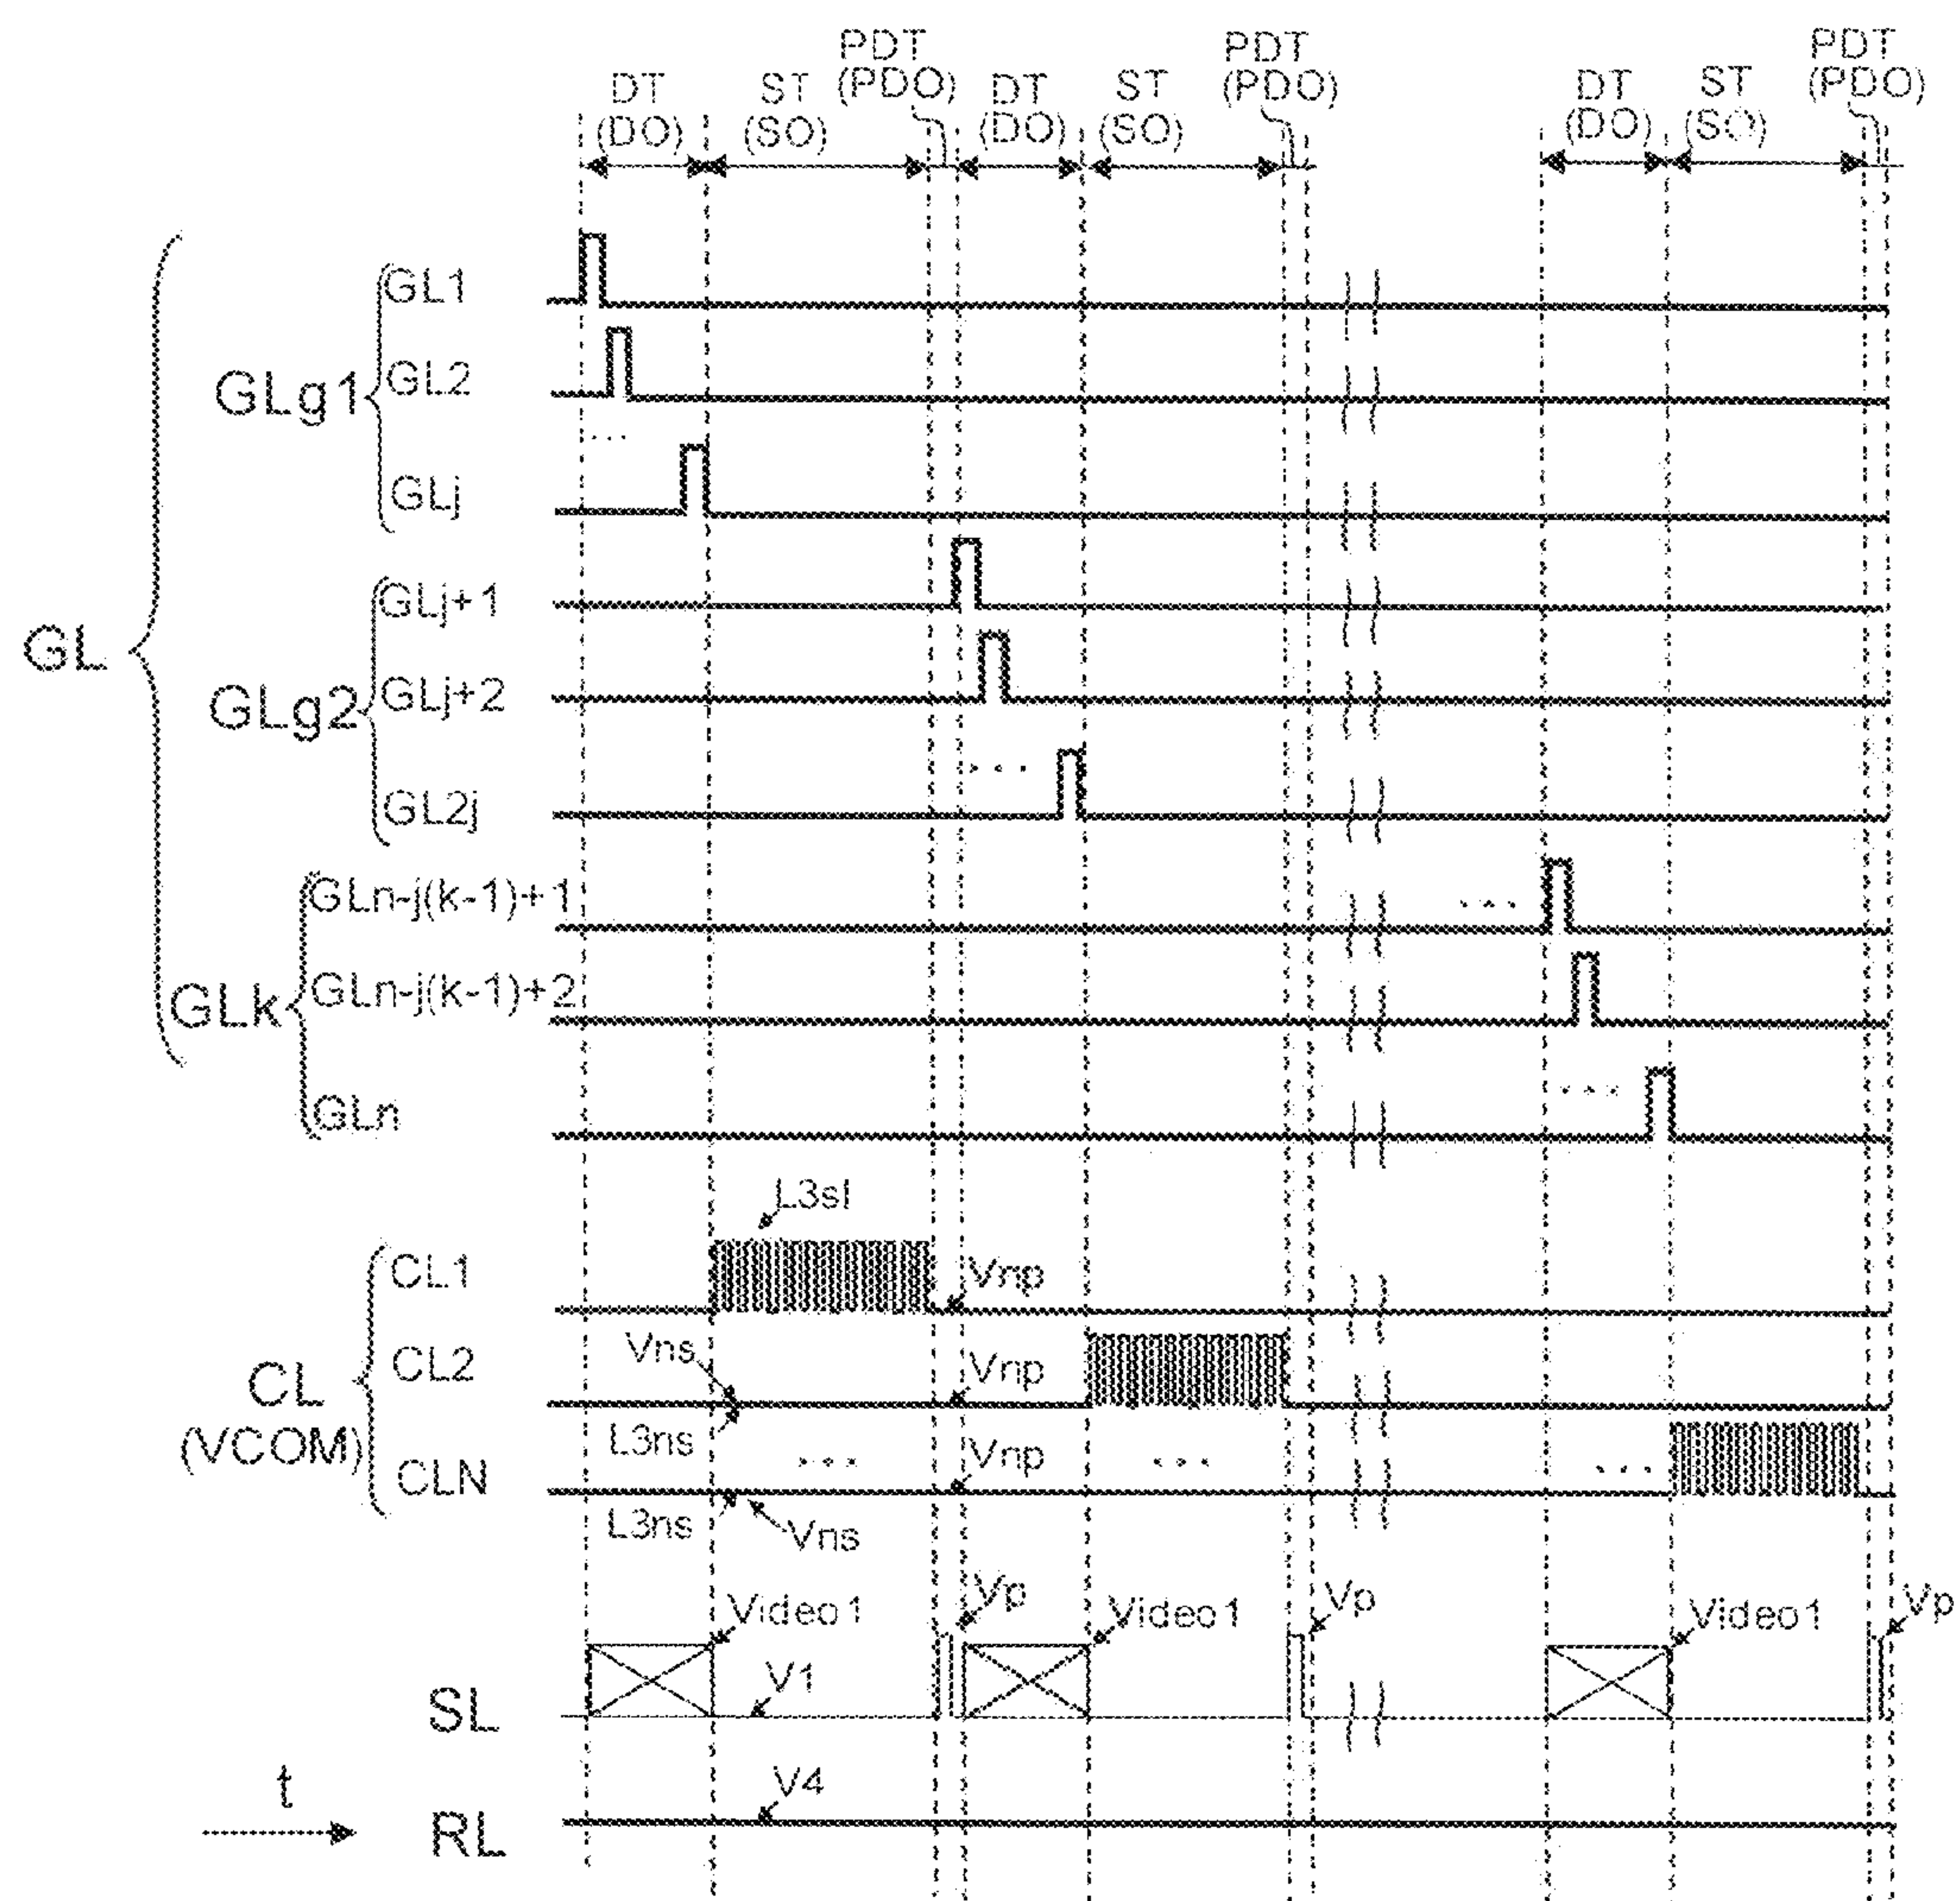 PDT PDT PDT
DT ST (PDO) DT ST (PDO) DT ST (PDO)
(DO) (SO) (DO) (SO) (DO) (SO)
GL1
GLg1 GL2
...
GLj
GLj+1
GL
GLg2 GLj+2
...
GL2j
GLn-j(k-1)+1 ...
GLk GLn-j(k-1)+2
GLn ...
L3sl
CL1 Vnp
Vns
CL CL2 Vnp
(VCOM) L3ns ... Vnp ... ...
CLN
L3ns Vns
Video1 Vp Video1 Vp Video1 Vp
SL V1
t V4
RL